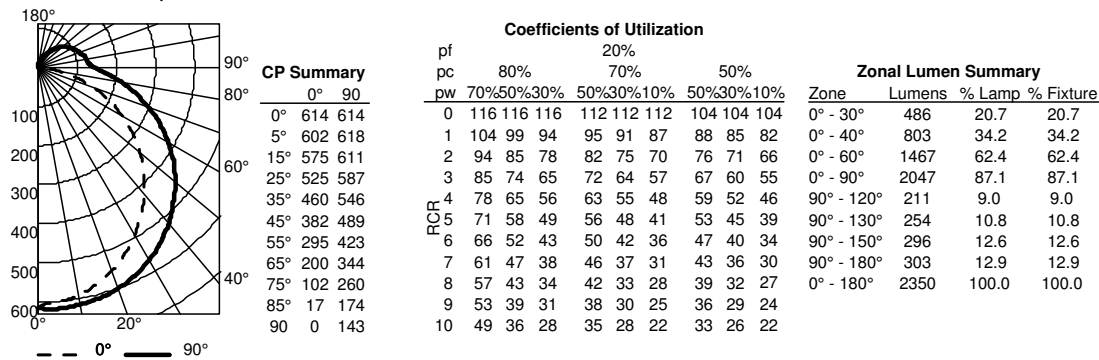 180°
90°
80°
60°
40°
20°
0°
100
200
300
400
500
600
0° 90°
CP Summary
0° 90
0° 614 614
5° 602 618
15° 575 611
25° 525 587
35° 460 546
45° 382 489
55° 295 423
65° 200 344
75° 102 260
85° 17 174
90 0 143
Coefficients of Utilization
pf 20%
pc 80% 70% 50%
pw 70%50%30% 50%30%10% 50%30%10%
RCR
0 116 116 116 112 112 112 104 104 104
1 104 99 94 95 91 87 88 85 82
2 94 85 78 82 75 70 76 71 66
3 85 74 65 72 64 57 67 60 55
4 78 65 56 63 55 48 59 52 46
5 71 58 49 56 48 41 53 45 39
6 66 52 43 50 42 36 47 40 34
7 61 47 38 46 37 31 43 36 30
8 57 43 34 42 33 28 39 32 27
9 53 39 31 38 30 25 36 29 24
10 49 36 28 35 28 22 33 26 22
Zonal Lumen Summary
Zone Lumens % Lamp % Fixture
0° - 30° 486 20.7 20.7
0° - 40° 803 34.2 34.2
0° - 60° 1467 62.4 62.4
0° - 90° 2047 87.1 87.1
90° - 120° 211 9.0 9.0
90° - 130° 254 10.8 10.8
90° - 150° 296 12.6 12.6
90° - 180° 303 12.9 12.9
0° - 180° 2350 100.0 100.0